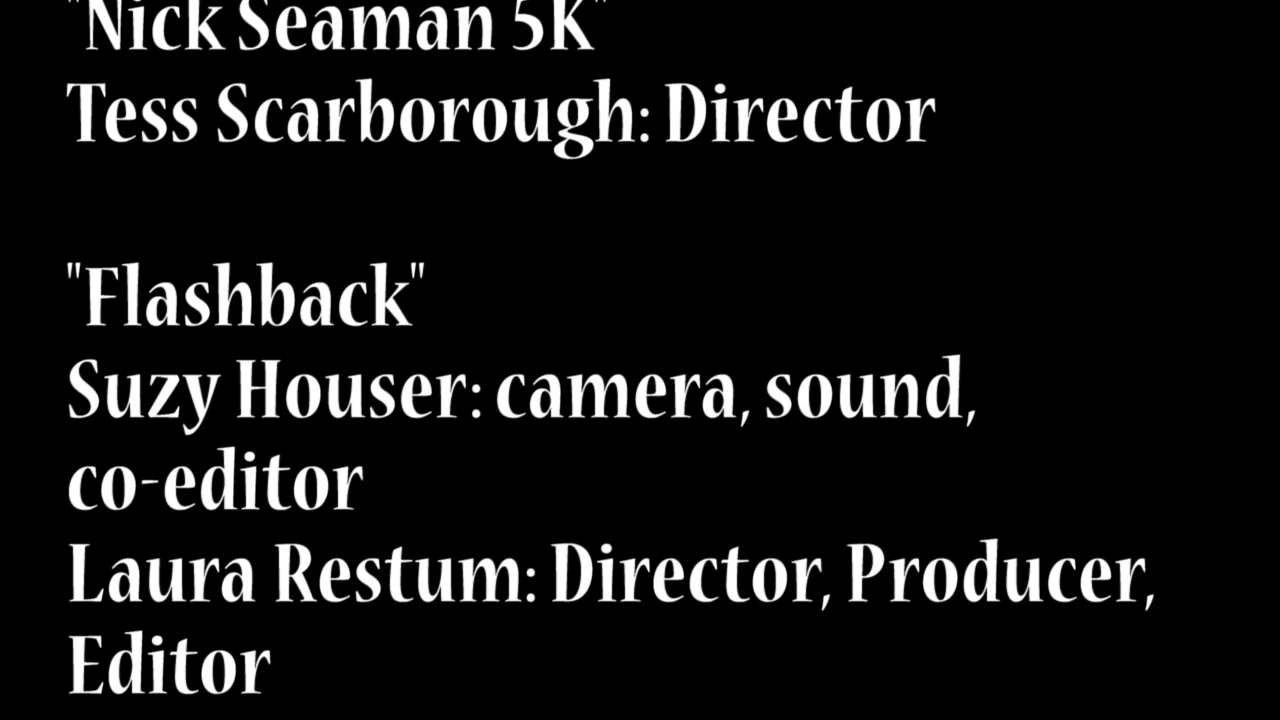 "Nick Seaman 5K"
Tess Scarborough: Director
"Flashback"
Suzy Houser: camera, sound,
co-editor
Laura Restum: Director, Producer,
Editor